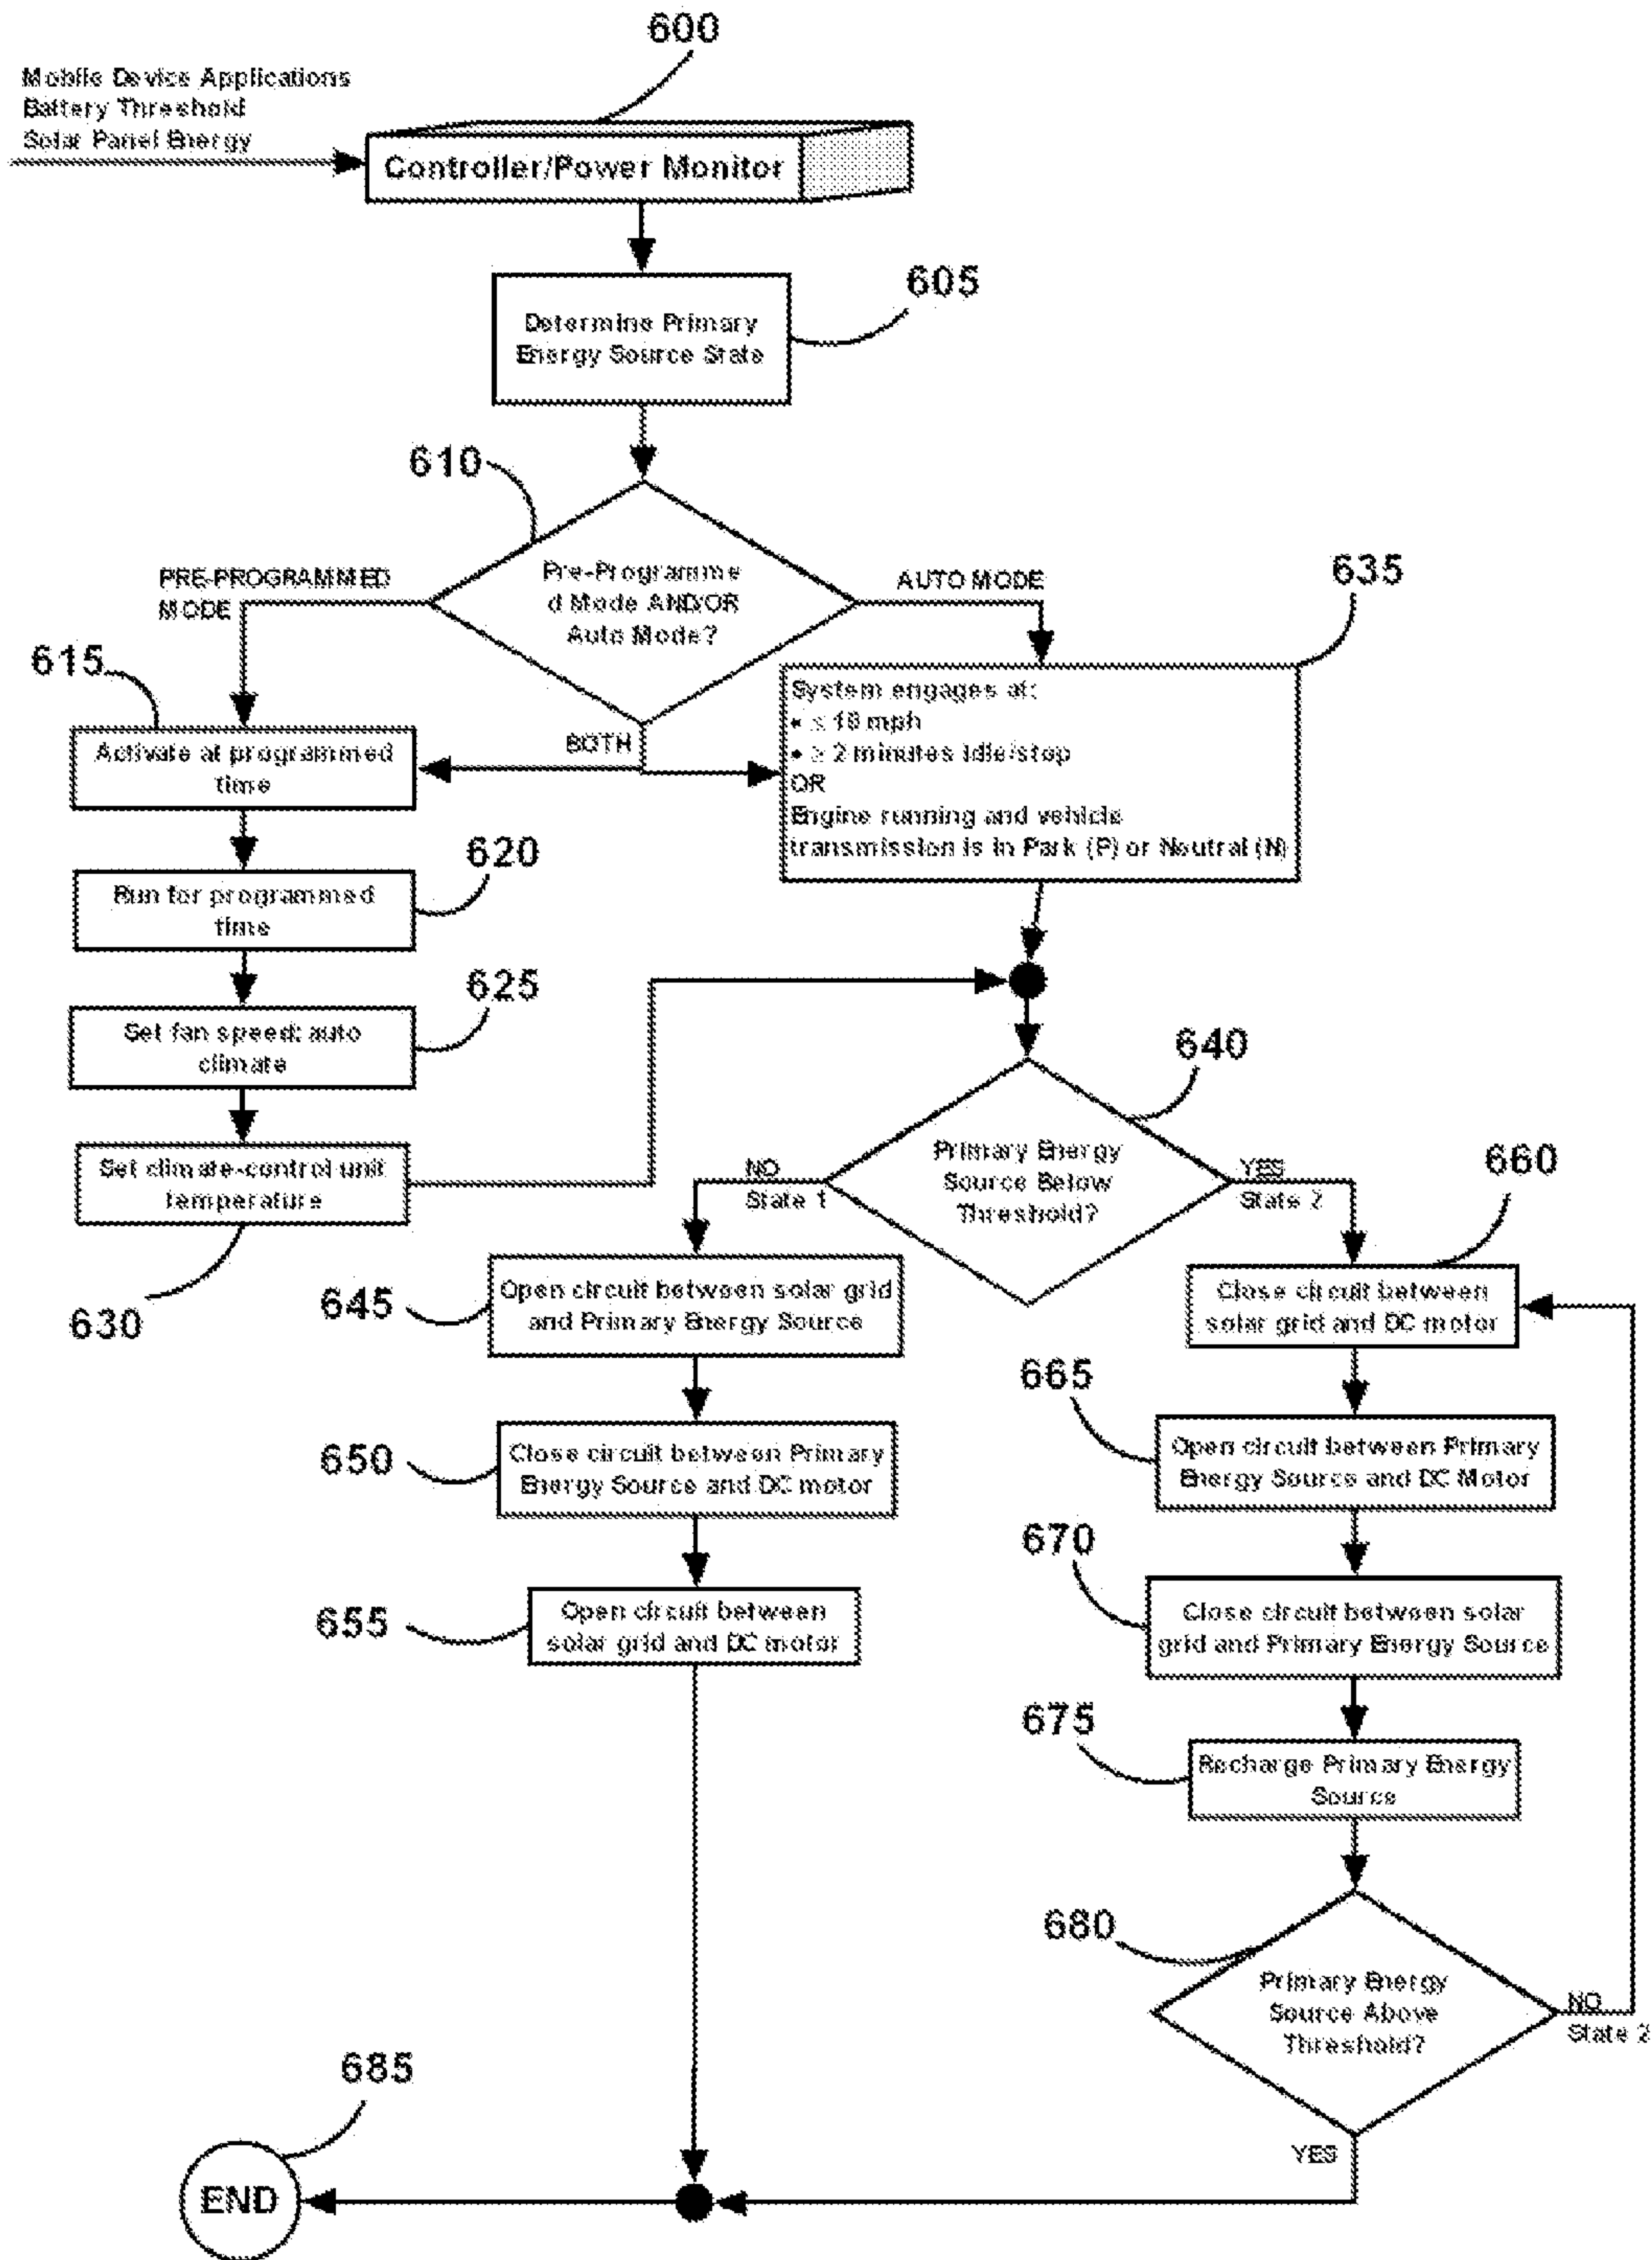 600
Mobile Device Applications
Battery Threshold
Solar Panel Energy
Controller/Power Monitor
605
Determine Primary
Energy Source State
610
Pre-Programme
d Mode AND/OR
Auto Mode?
PRE-PROGRAMMED
MODE
AUTO MODE
BOTH
635
615
Activate at programmed
time
System engages at:
• ≤ 10 mph
• ≥ 2 minutes idle/stop
OR
Engine running and vehicle
transmission is in Park (P) or Neutral (N)
620
Run for programmed
time
625
Set fan speed: auto
climate
Set climate-control unit
temperature
630
640
Primary Energy
Source Below
Threshold?
NO
State 1
YES
State 2
660
645
Open circuit between solar grid
and Primary Energy Source
Close circuit between
solar grid and DC motor
650
Close circuit between Primary
Energy Source and DC motor
665
Open circuit between Primary
Energy Source and DC Motor
655
Open circuit between
solar grid and DC motor
670
Close circuit between solar
grid and Primary Energy Source
675
Recharge Primary Energy
Source
680
Primary Energy
Source Above
Threshold?
NO
State 2
YES
685
END